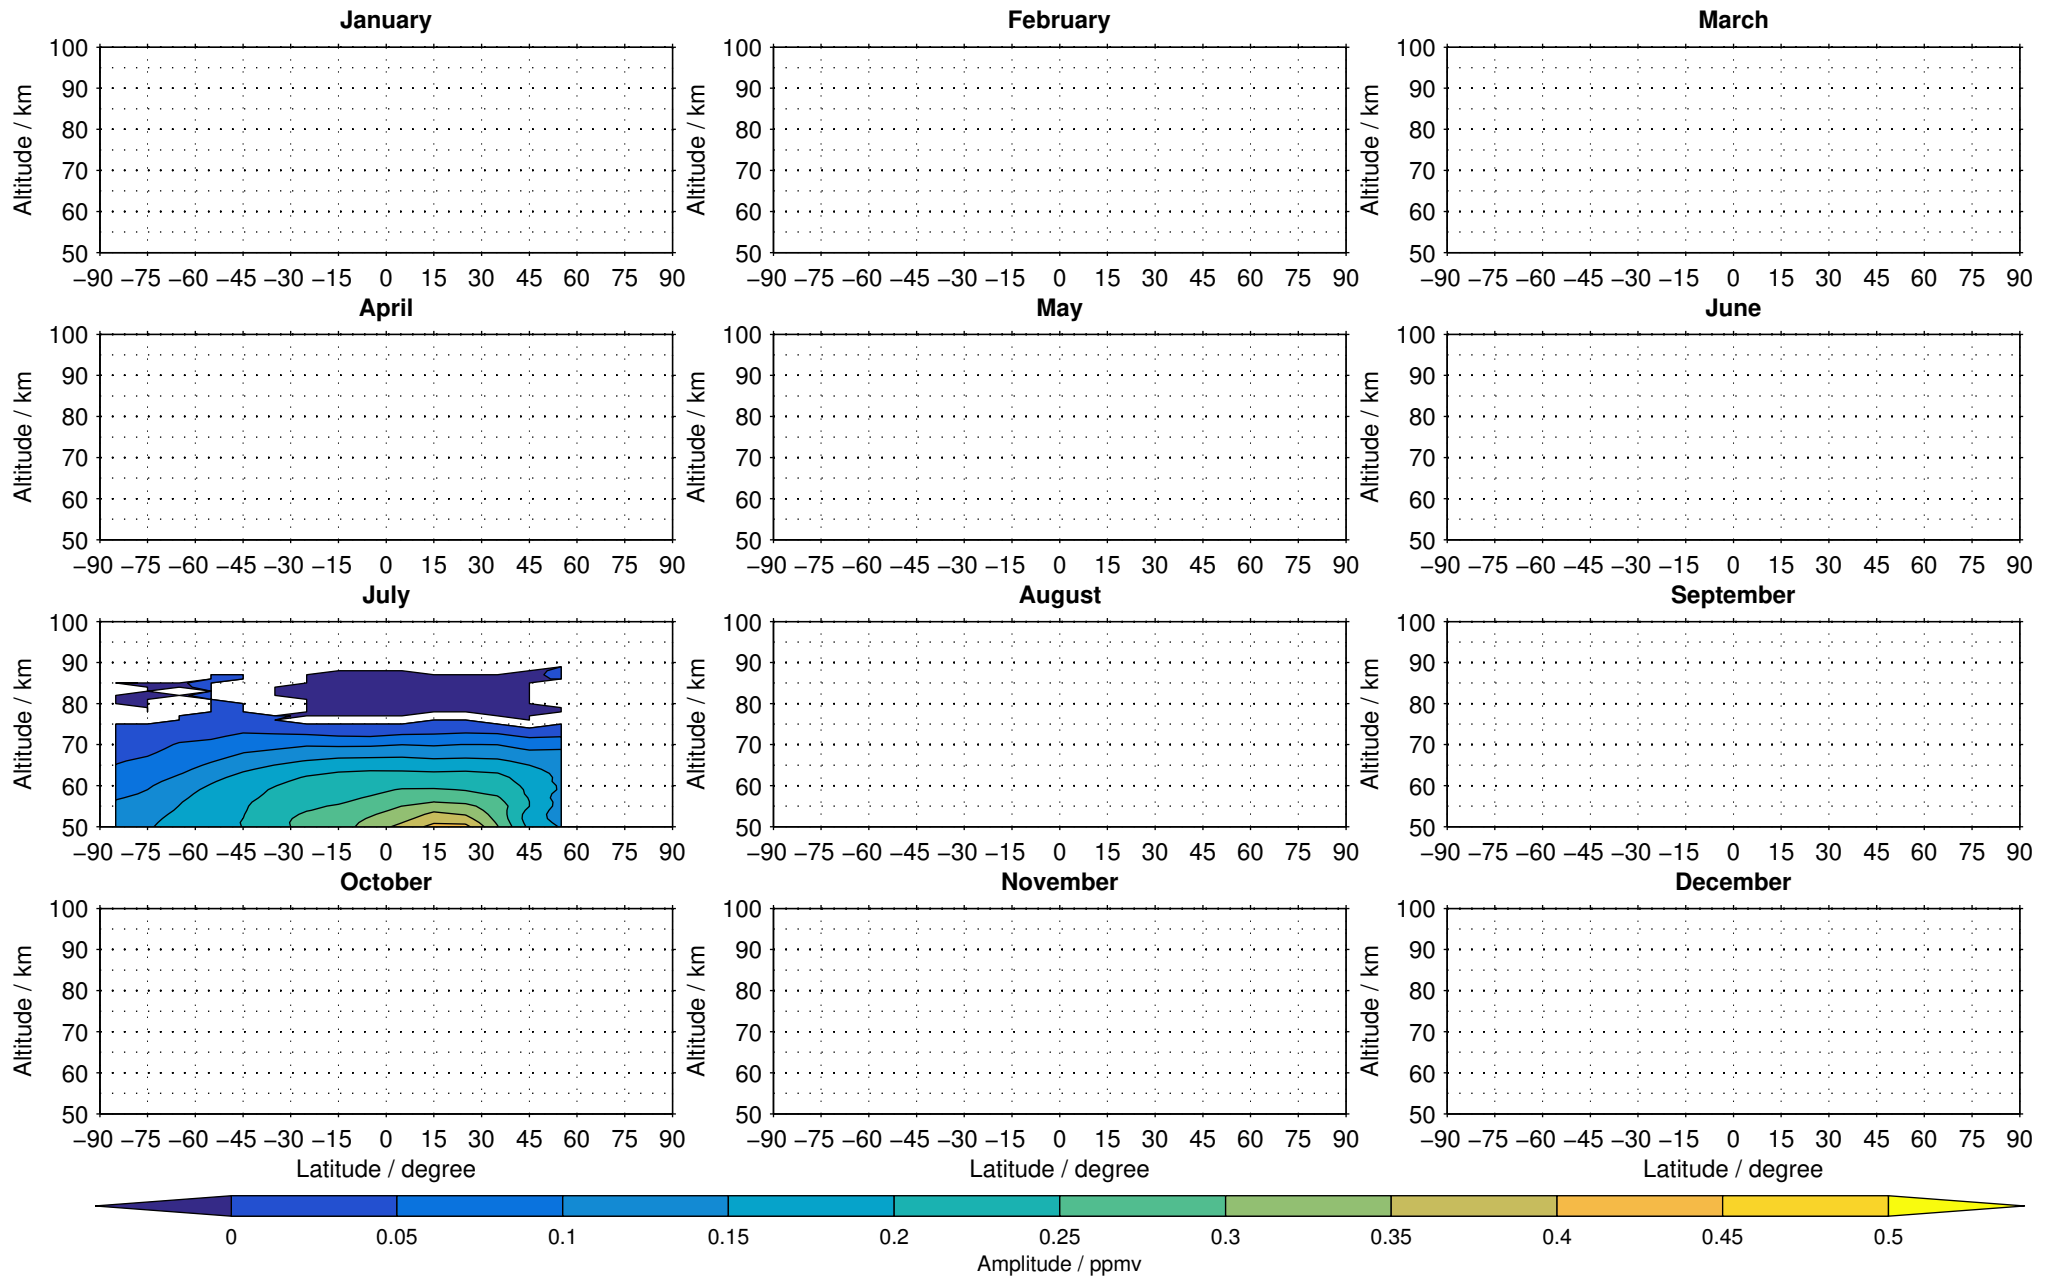 January February March
100 100 100
Altitude / km 90 Altitude / km 90 Altitude / km 90
80 80 80
70 70 70
60 60 60
50 50 50
−90 −75 −60 −45 −30 −15 0 15 30 45 60 75 90 −90 −75 −60 −45 −30 −15 0 15 30 45 60 75 90 −90 −75 −60 −45 −30 −15 0 15 30 45 60 75 90
April May June
100 100 100
Altitude / km 90 Altitude / km 90 Altitude / km 90
80 80 80
70 70 70
60 60 60
50 50 50
−90 −75 −60 −45 −30 −15 0 15 30 45 60 75 90 −90 −75 −60 −45 −30 −15 0 15 30 45 60 75 90 −90 −75 −60 −45 −30 −15 0 15 30 45 60 75 90
July August September
100 100 100
Altitude / km 90 Altitude / km 90 Altitude / km 90
80 80 80
70 70 70
60 60 60
50 50 50
−90 −75 −60 −45 −30 −15 0 15 30 45 60 75 90 −90 −75 −60 −45 −30 −15 0 15 30 45 60 75 90 −90 −75 −60 −45 −30 −15 0 15 30 45 60 75 90
October November December
100 100 100
Altitude / km 90 Altitude / km 90 Altitude / km 90
80 80 80
70 70 70
60 60 60
50 50 50
−90 −75 −60 −45 −30 −15 0 15 30 45 60 75 90 −90 −75 −60 −45 −30 −15 0 15 30 45 60 75 90 −90 −75 −60 −45 −30 −15 0 15 30 45 60 75 90
Latitude / degree Latitude / degree Latitude / degree
0 0.05 0.1 0.15 0.2 0.25 0.3 0.35 0.4 0.45 0.5
Amplitude / ppmv